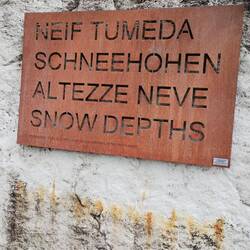 NEIF TUMEDA
SCHNEEHÖHEN
ALTEZZE NEVE
SNOW DEPTHS